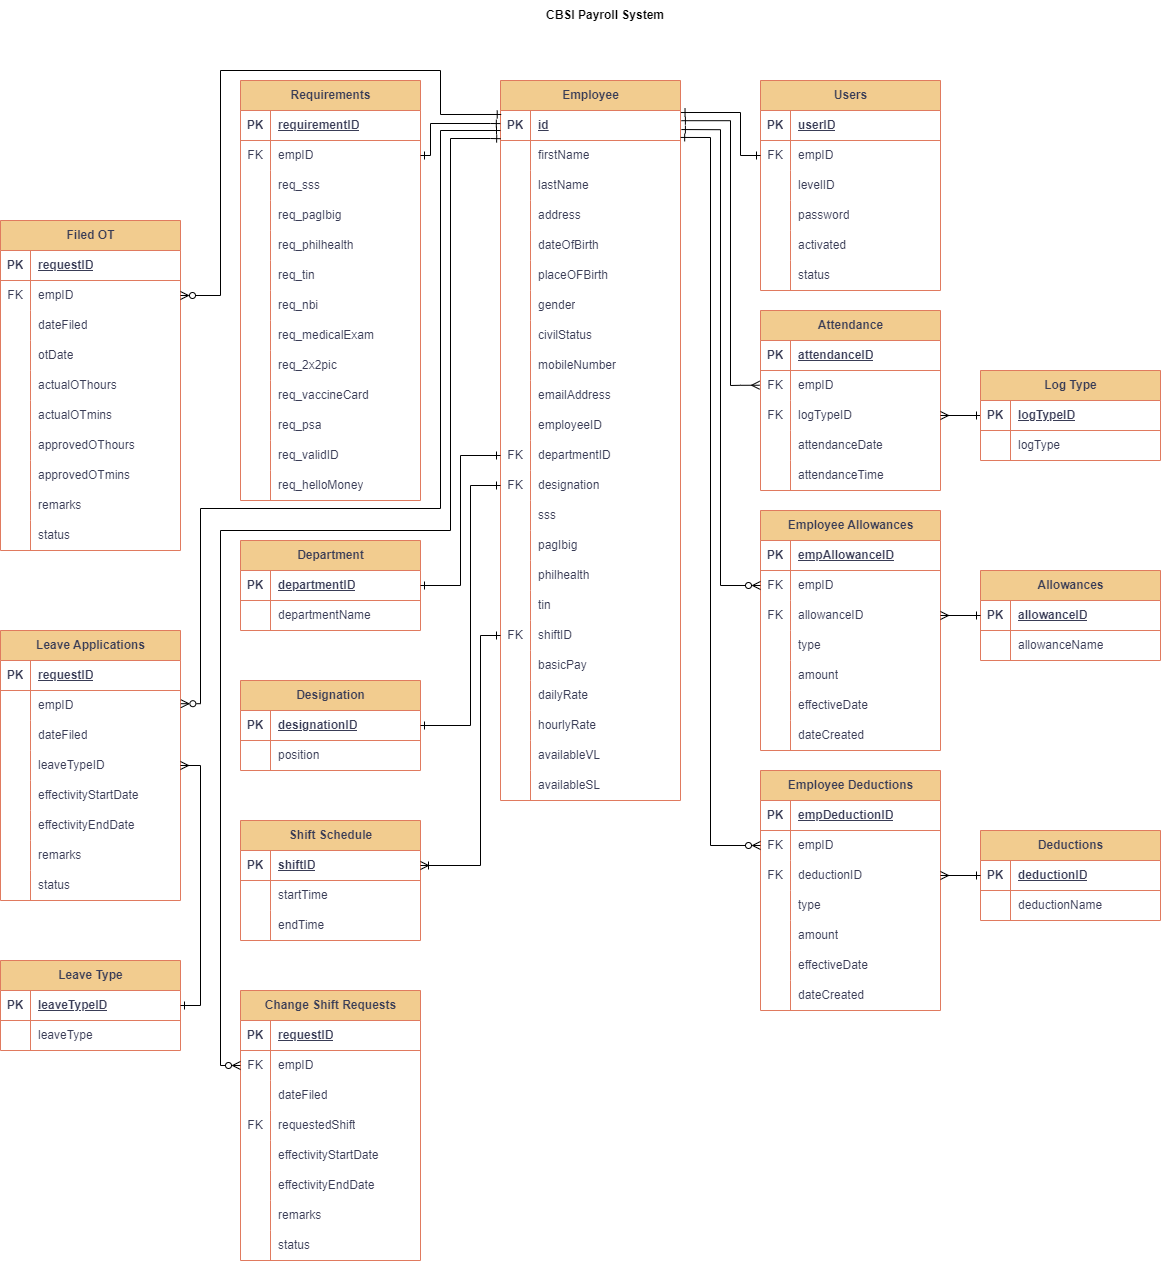 CBSI Payroll System
Requirements
PK requirementID
FK empID
req_sss
req_pagIbig
req_philhealth
req_tin
req_nbi
req_medicalExam
req_2x2pic
req_vaccineCard
req_psa
req_validID
req_helloMoney
Employee
PK id
firstName
lastName
address
dateOfBirth
placeOFBirth
gender
civilStatus
mobileNumber
emailAddress
employeeID
FK departmentID
FK designation
sss
pagIbig
philhealth
tin
FK shiftID
basicPay
dailyRate
hourlyRate
availableVL
availableSL
Users
PK userID
FK empID
levelID
password
activated
status
Filed OT
PK requestID
FK empID
dateFiled
otDate
actualOThours
actualOTmins
approvedOThours
approvedOTmins
remarks
status
Attendance
PK attendanceID
FK empID
FK logTypeID
attendanceDate
attendanceTime
Log Type
PK logTypeID
logType
Department
PK departmentID
departmentName
Employee Allowances
PK empAllowanceID
FK empID
FK allowanceID
type
amount
effectiveDate
dateCreated
Allowances
PK allowanceID
allowanceName
Leave Applications
PK requestID
empID
dateFiled
leaveTypeID
effectivityStartDate
effectivityEndDate
remarks
status
Designation
PK designationID
position
Employee Deductions
PK empDeductionID
FK empID
FK deductionID
type
amount
effectiveDate
dateCreated
Deductions
PK deductionID
deductionName
Shift Schedule
PK shiftID
startTime
endTime
Leave Type
PK leaveTypeID
leaveType
Change Shift Requests
PK requestID
FK empID
dateFiled
FK requestedShift
effectivityStartDate
effectivityEndDate
remarks
status